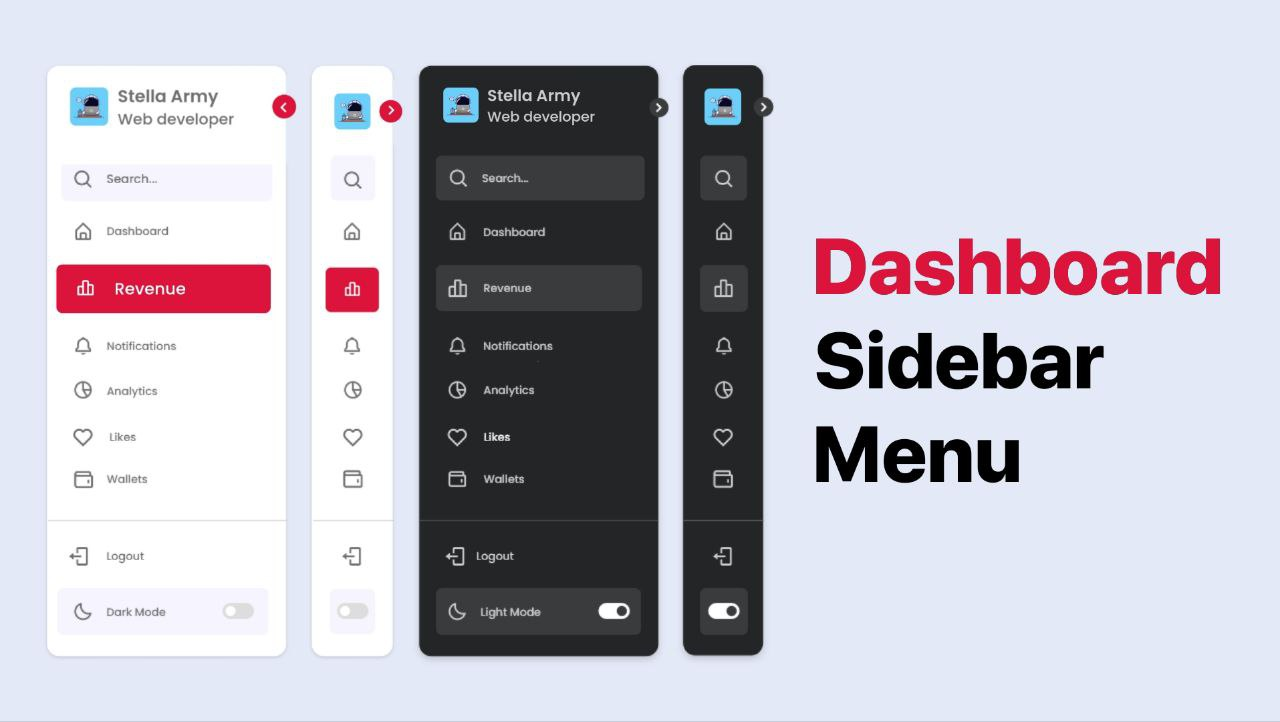 Stella Army
Web developer
Search...
Dashboard
Revenue
Notifications
Analytics
Likes
Wallets
Logout
Dark Mode
Stella Army
Web developer
Search...
Dashboard
Revenue
Notifications
Analytics
Likes
Wallets
Logout
Light Mode
Dashboard
Sidebar
Menu